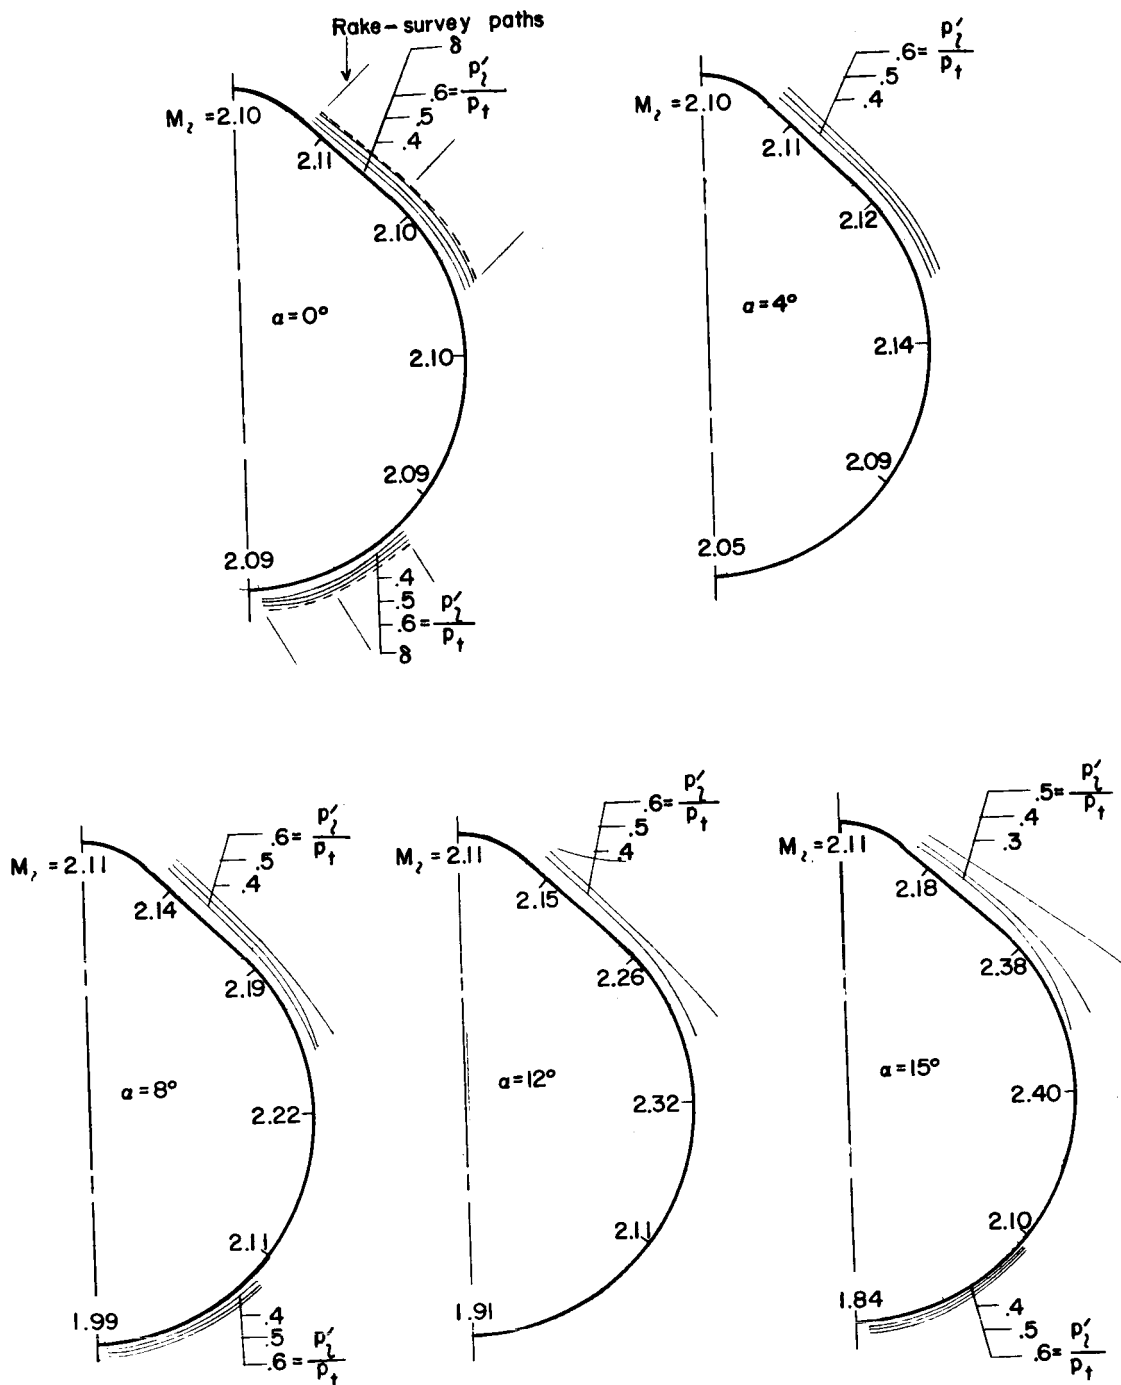 Rake-survey paths
δ
.6 = p′l / pt
.5
.4
Ml = 2.10
2.11
2.10
α = 0°
2.10
2.09
2.09
.4
.5
.6 = p′l / pt
δ
.6 = p′l / pt
.5
.4
Ml = 2.10
2.11
2.12
α = 4°
2.14
2.09
2.05
.6 = p′l / pt
.5
.4
Ml = 2.11
2.14
2.19
α = 8°
2.22
2.11
1.99
.4
.5
.6 = p′l / pt
.6 = p′l / pt
.5
.4
Ml = 2.11
2.15
2.26
α = 12°
2.32
2.11
1.91
.5 = p′l / pt
.4
.3
Ml = 2.11
2.18
2.38
α = 15°
2.40
2.10
1.84
.4
.5
.6 = p′l / pt